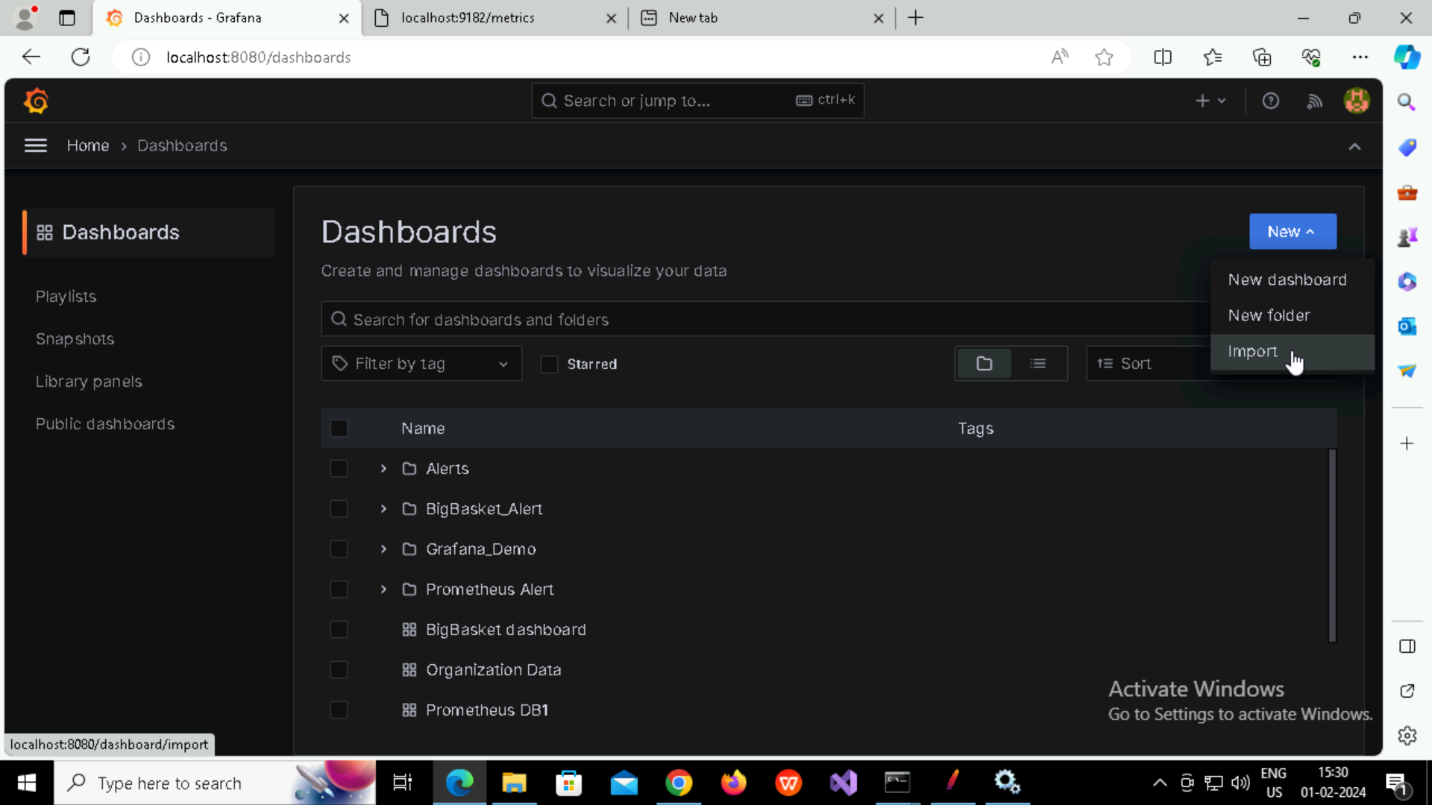 Dashboards - Grafana
localhost:9182/metrics
New tab
localhost:8080/dashboards
Search or jump to...
ctrl+k
Home › Dashboards
Dashboards
Playlists
Snapshots
Library panels
Public dashboards
Dashboards
Create and manage dashboards to visualize your data
New
New dashboard
New folder
Import
Search for dashboards and folders
Filter by tag
Starred
Sort
Name
Tags
Alerts
BigBasket_Alert
Grafana_Demo
Prometheus Alert
BigBasket dashboard
Organization Data
Prometheus DB1
Activate Windows
Go to Settings to activate Windows.
localhost:8080/dashboard/import
Type here to search
ENG
US
15:30
01-02-2024
1